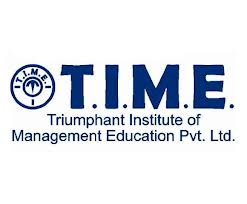 T.I.M.E.
T.I.M.E.
Triumphant Institute of
Management Education Pvt. Ltd.